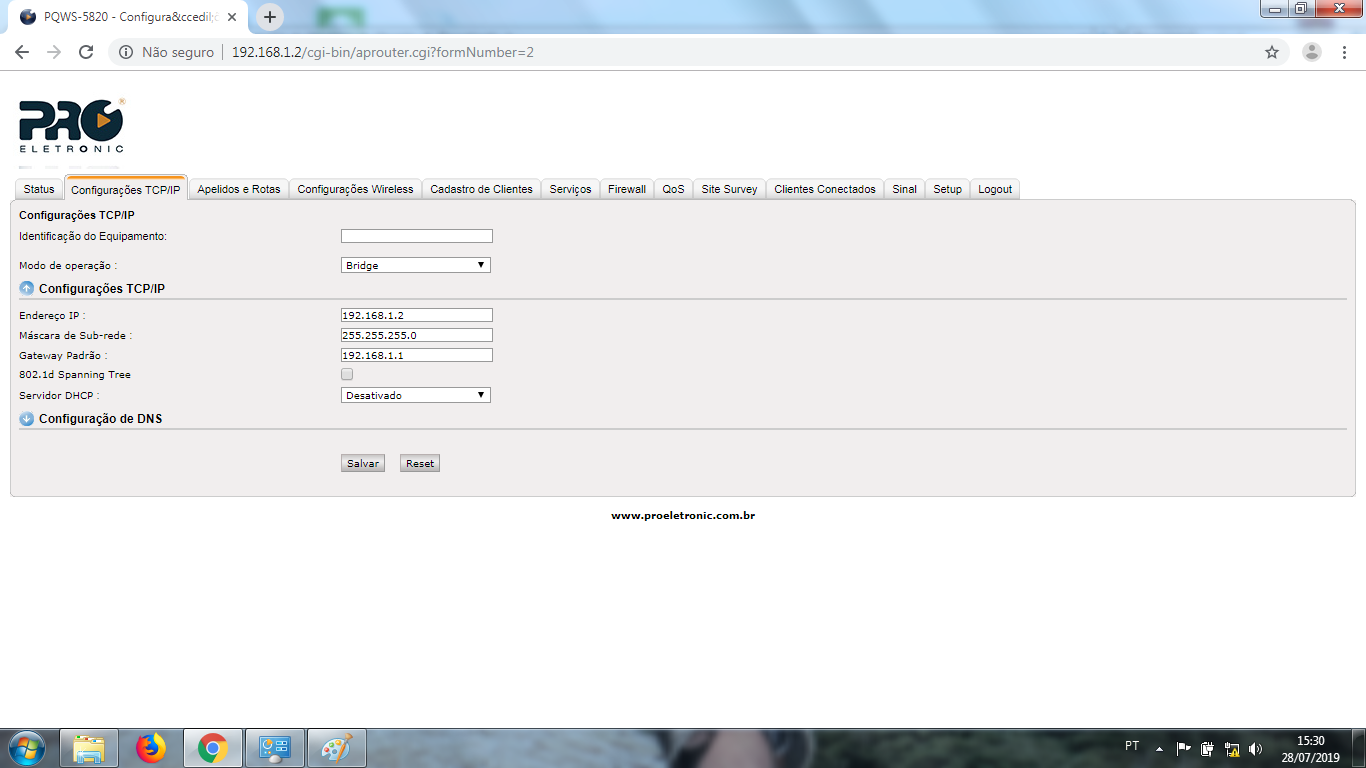 PQWS-5820 - Configura&ccedil;
Não seguro
192.168.1.2/cgi-bin/aprouter.cgi?formNumber=2
PRO
ELETRONIC
Status
Configurações TCP/IP
Apelidos e Rotas
Configurações Wireless
Cadastro de Clientes
Serviços
Firewall
QoS
Site Survey
Clientes Conectados
Sinal
Setup
Logout
Configurações TCP/IP
Identificação do Equipamento:
Modo de operação : Bridge
Configurações TCP/IP
Endereço IP : 192.168.1.2
Máscara de Sub-rede : 255.255.255.0
Gateway Padrão : 192.168.1.1
802.1d Spanning Tree
Servidor DHCP : Desativado
Configuração de DNS
Salvar Reset
www.proeletronic.com.br
PT
15:30
28/07/2019